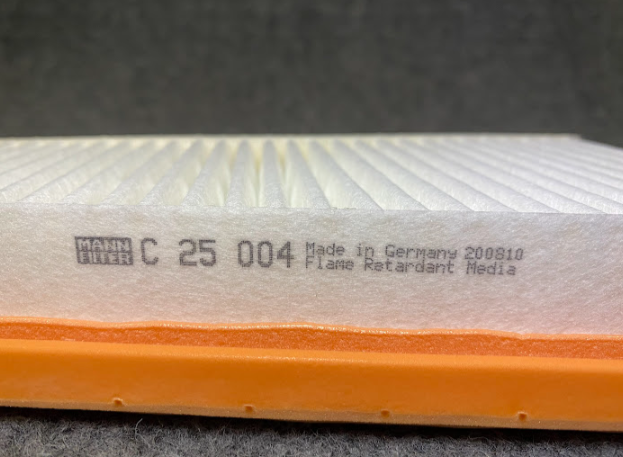 MANN
FILTER
C 25 004
Made in Germany 200810
Flame Retardant Media